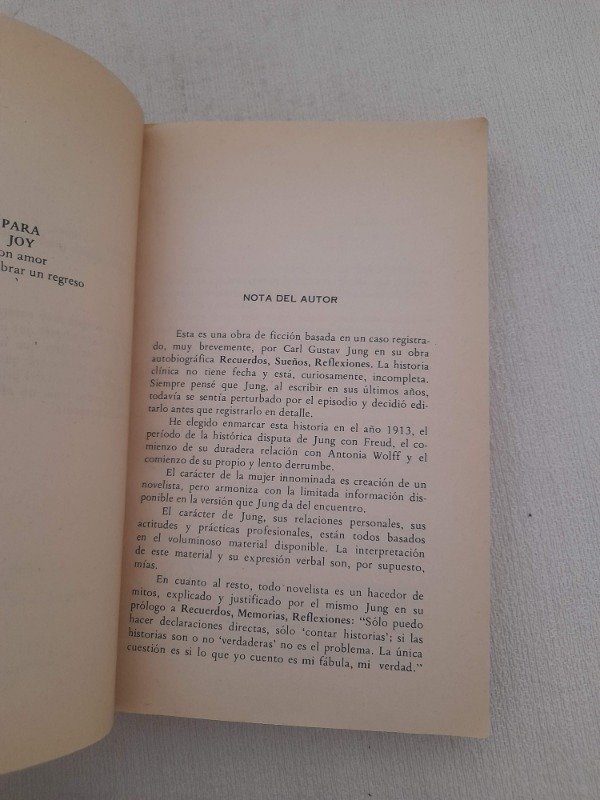 PARA
JOY
on amor
brar un regreso
NOTA DEL AUTOR
Esta es una obra de ficción basada en un caso registra-
do, muy brevemente, por Carl Gustav Jung en su obra
autobiográfica Recuerdos, Sueños, Reflexiones. La historia
clínica no tiene fecha y está, curiosamente, incompleta.
Siempre pensé que Jung, al escribir en sus últimos años,
todavía se sentía perturbado por el episodio y decidió edi-
tarlo antes que registrarlo en detalle.
He elegido enmarcar esta historia en el año 1913, el
período de la histórica disputa de Jung con Freud, el co-
mienzo de su duradera relación con Antonia Wolff y el
comienzo de su propio y lento derrumbe.
El carácter de la mujer innominada es creación de un
novelista, pero armoniza con la limitada información dis-
ponible en la versión que Jung da del encuentro.
El carácter de Jung, sus relaciones personales, sus
actitudes y prácticas profesionales, están todos basados
en el voluminoso material disponible. La interpretación
de este material y su expresión verbal son, por supuesto,
mías.
En cuanto al resto, todo novelista es un hacedor de
mitos, explicado y justificado por el mismo Jung en su
prólogo a Recuerdos, Memorias, Reflexiones: “Sólo puedo
hacer declaraciones directas, sólo ‘contar historias’; si las
historias son o no ‘verdaderas’ no es el problema. La única
cuestión es si lo que yo cuento es mi fábula, mi verdad.”